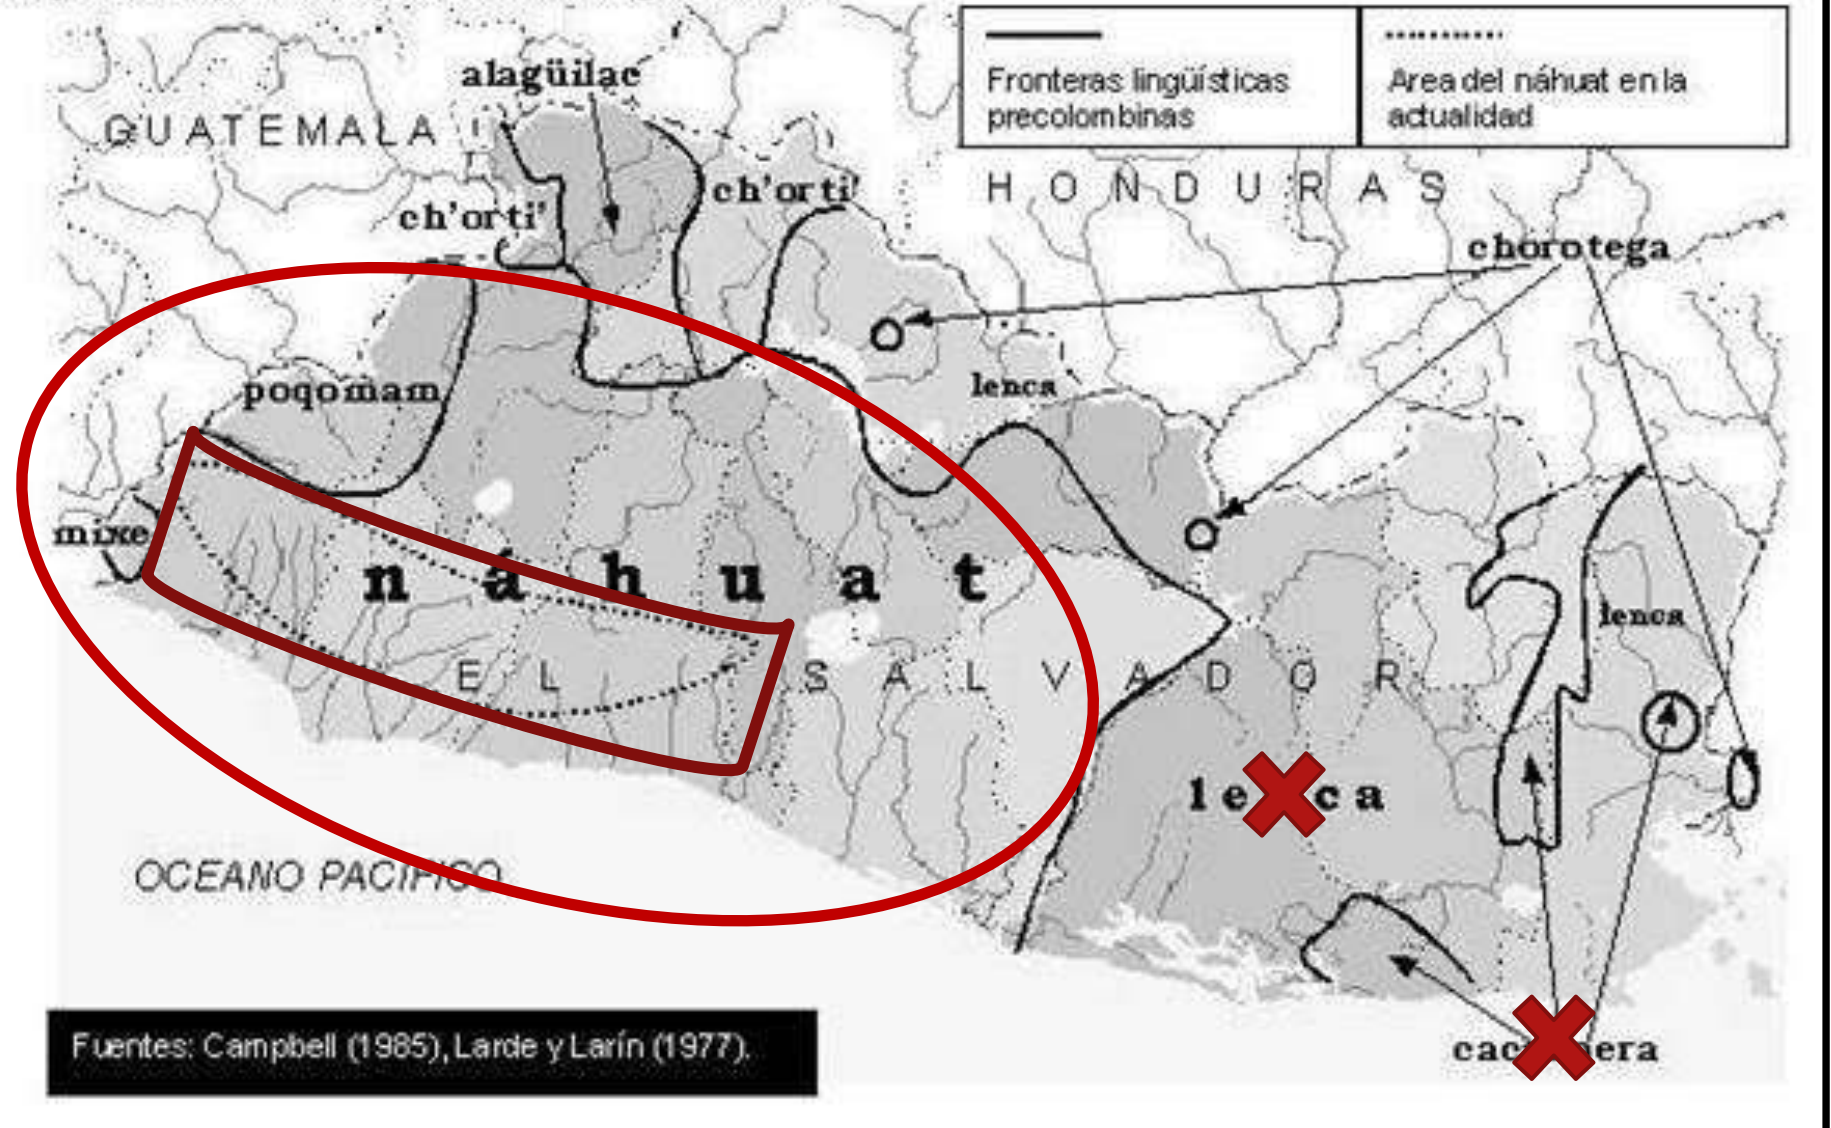 Fronteras lingüísticas
precolombinas
Area del náhuat en la
actualidad
alagüilac
GUATEMALA
ch'orti'
ch'orti'
HONDURAS
chorotega
poqomam
lenca
mixe
náhuat
lenca
EL SALVADOR
OCEANO PACIFICO
Fuentes: Campbell (1985), Larde y Larín (1977).